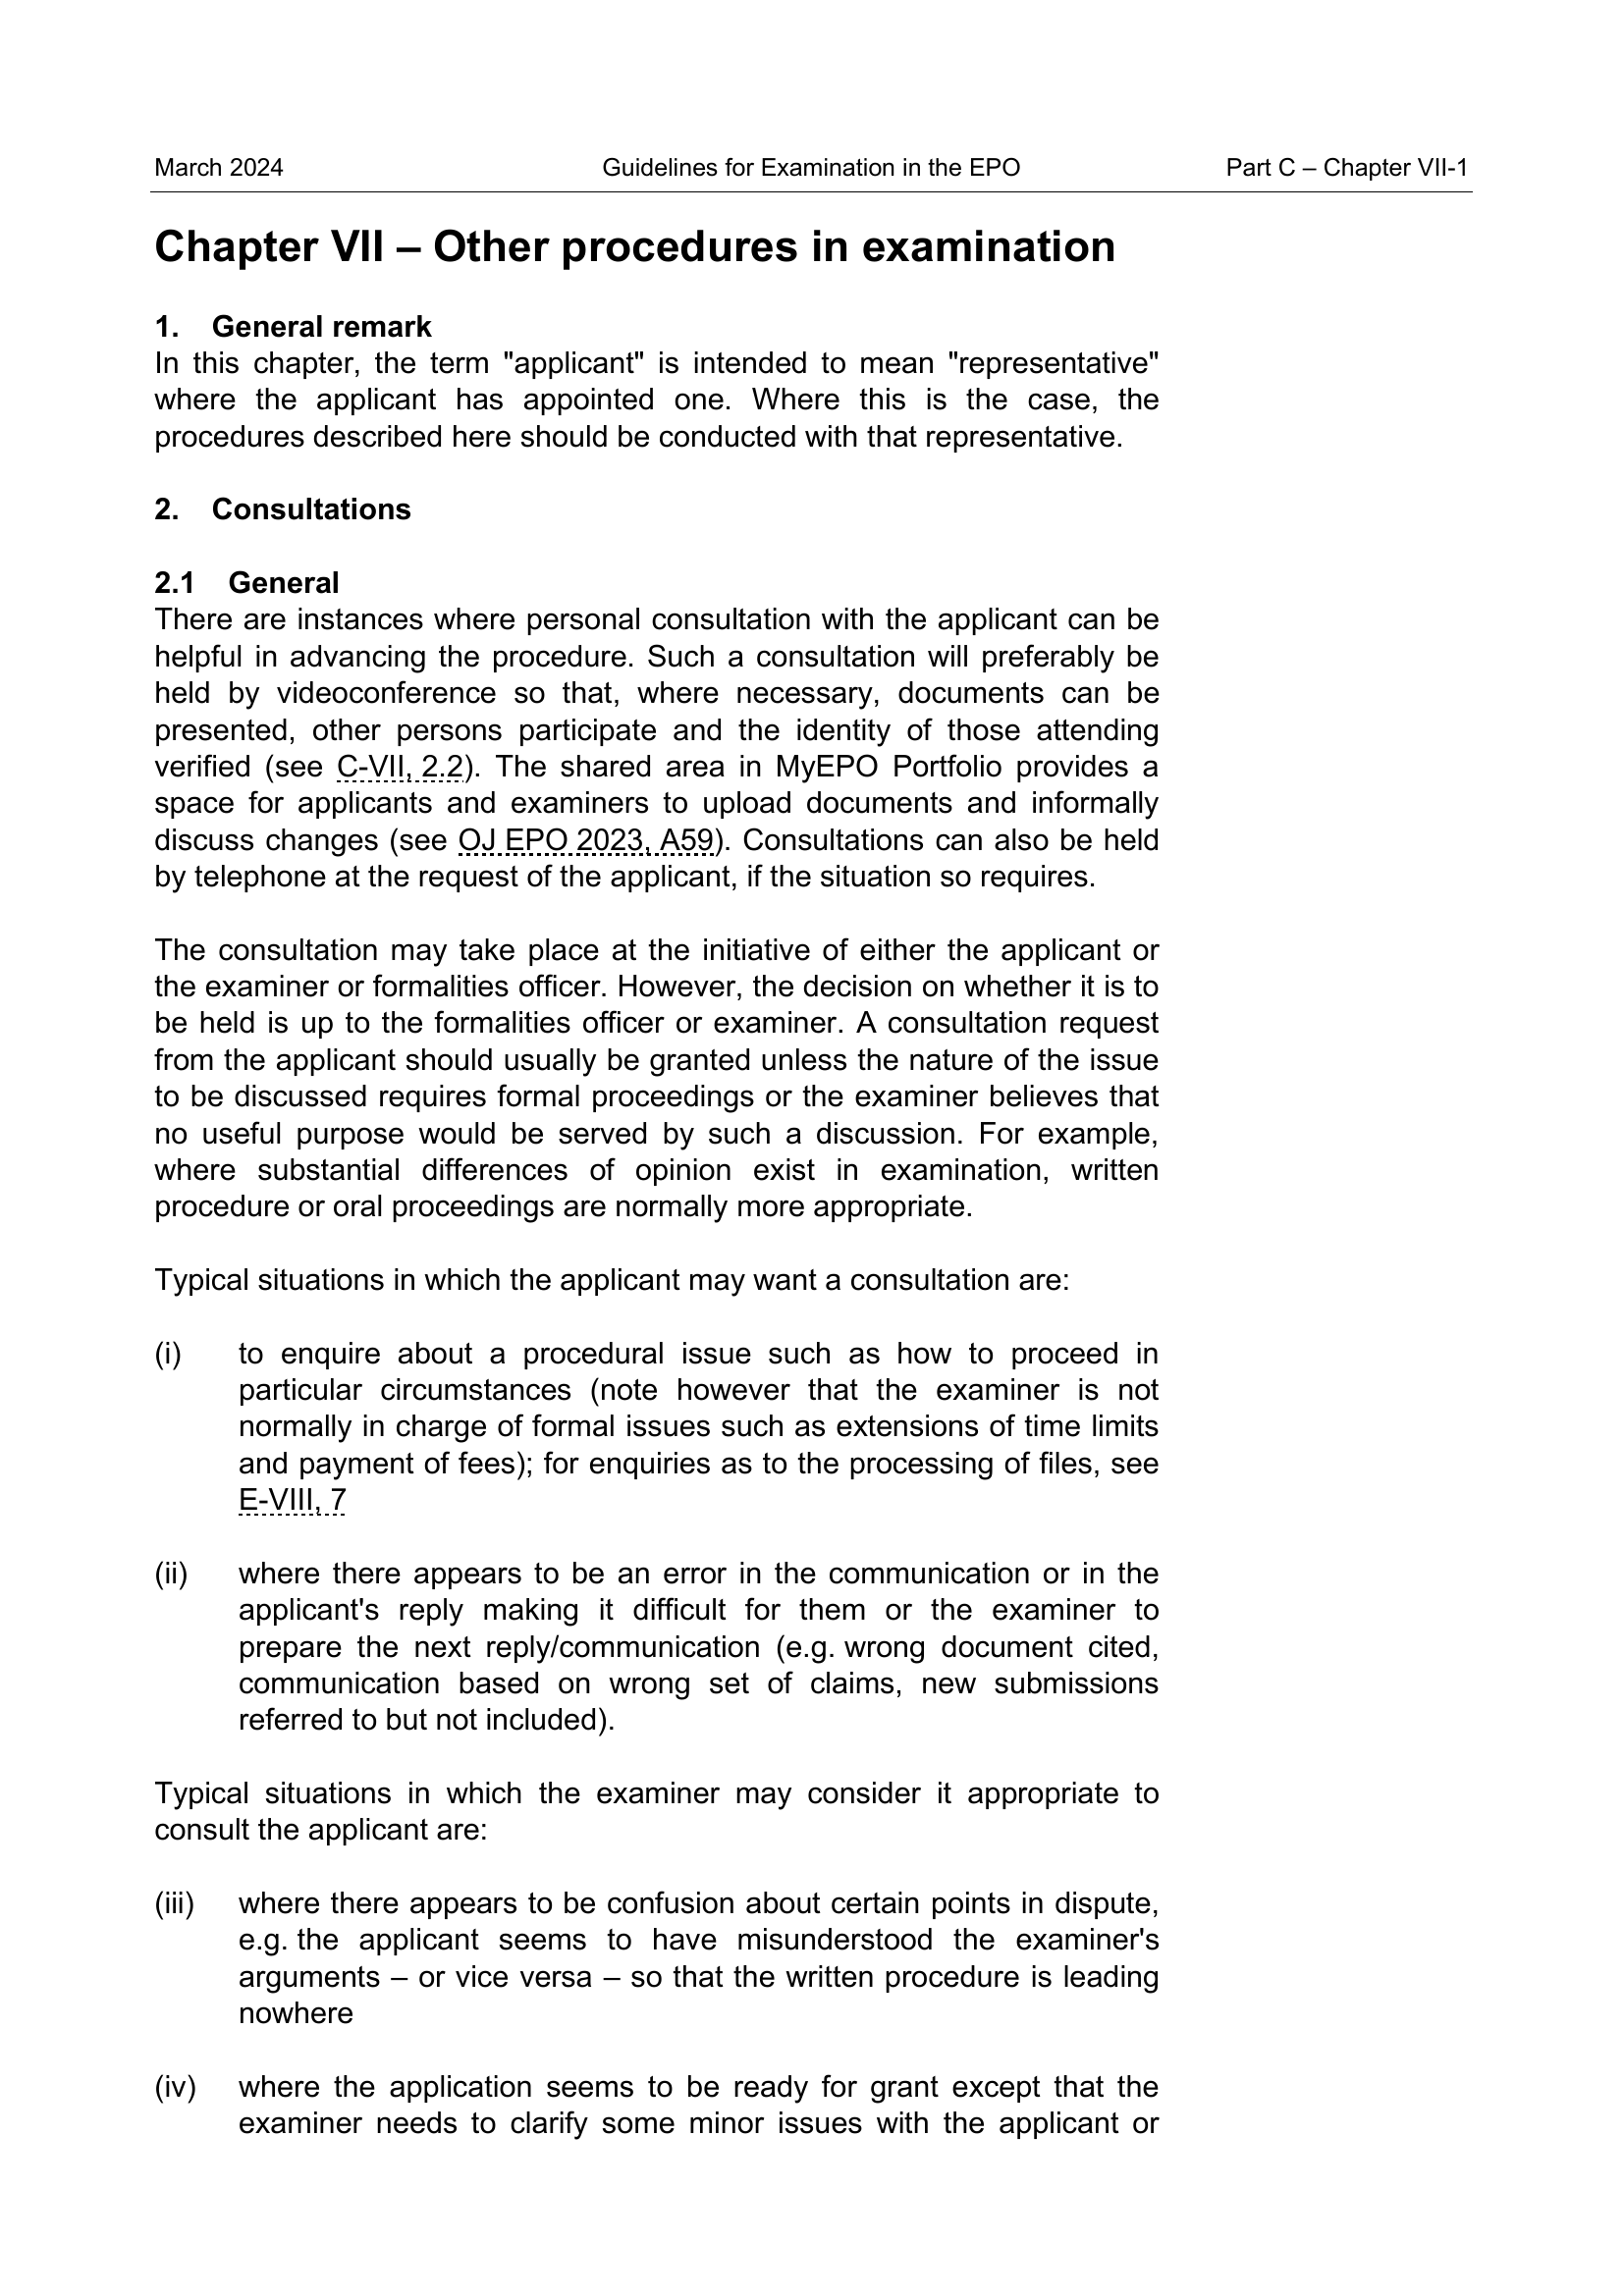 March 2024 Guidelines for Examination in the EPO Part C – Chapter VII-1
Chapter VII – Other procedures in examination
1. General remark
In this chapter, the term "applicant" is intended to mean "representative"
where the applicant has appointed one. Where this is the case, the
procedures described here should be conducted with that representative.
2. Consultations
2.1 General
There are instances where personal consultation with the applicant can be
helpful in advancing the procedure. Such a consultation will preferably be
held by videoconference so that, where necessary, documents can be
presented, other persons participate and the identity of those attending
verified (see C-VII, 2.2). The shared area in MyEPO Portfolio provides a
space for applicants and examiners to upload documents and informally
discuss changes (see OJ EPO 2023, A59). Consultations can also be held
by telephone at the request of the applicant, if the situation so requires.
The consultation may take place at the initiative of either the applicant or
the examiner or formalities officer. However, the decision on whether it is to
be held is up to the formalities officer or examiner. A consultation request
from the applicant should usually be granted unless the nature of the issue
to be discussed requires formal proceedings or the examiner believes that
no useful purpose would be served by such a discussion. For example,
where substantial differences of opinion exist in examination, written
procedure or oral proceedings are normally more appropriate.
Typical situations in which the applicant may want a consultation are:
(i) to enquire about a procedural issue such as how to proceed in
particular circumstances (note however that the examiner is not
normally in charge of formal issues such as extensions of time limits
and payment of fees); for enquiries as to the processing of files, see
E-VIII, 7
(ii) where there appears to be an error in the communication or in the
applicant's reply making it difficult for them or the examiner to
prepare the next reply/communication (e.g. wrong document cited,
communication based on wrong set of claims, new submissions
referred to but not included).
Typical situations in which the examiner may consider it appropriate to
consult the applicant are:
(iii) where there appears to be confusion about certain points in dispute,
e.g. the applicant seems to have misunderstood the examiner's
arguments – or vice versa – so that the written procedure is leading
nowhere
(iv) where the application seems to be ready for grant except that the
examiner needs to clarify some minor issues with the applicant or